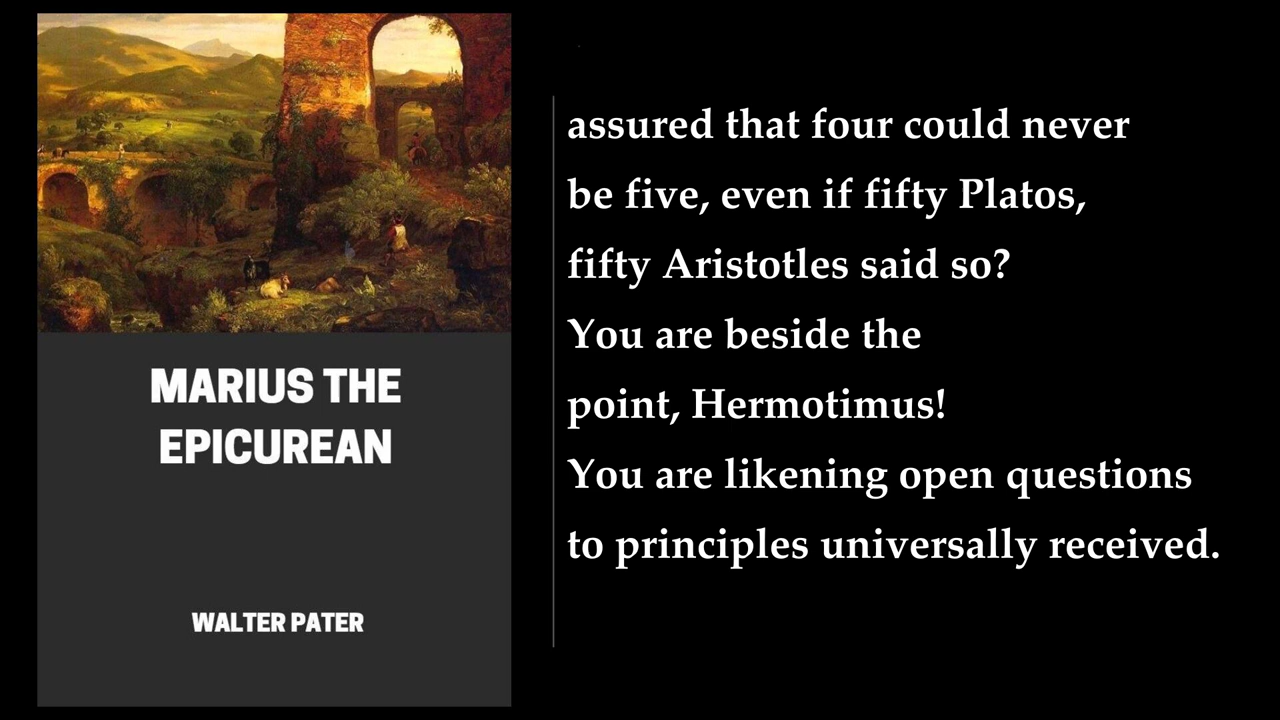 MARIUS THE
EPICUREAN
WALTER PATER
assured that four could never
be five, even if fifty Platos,
fifty Aristotles said so?
You are beside the
point, Hermotimus!
You are likening open questions
to principles universally received.